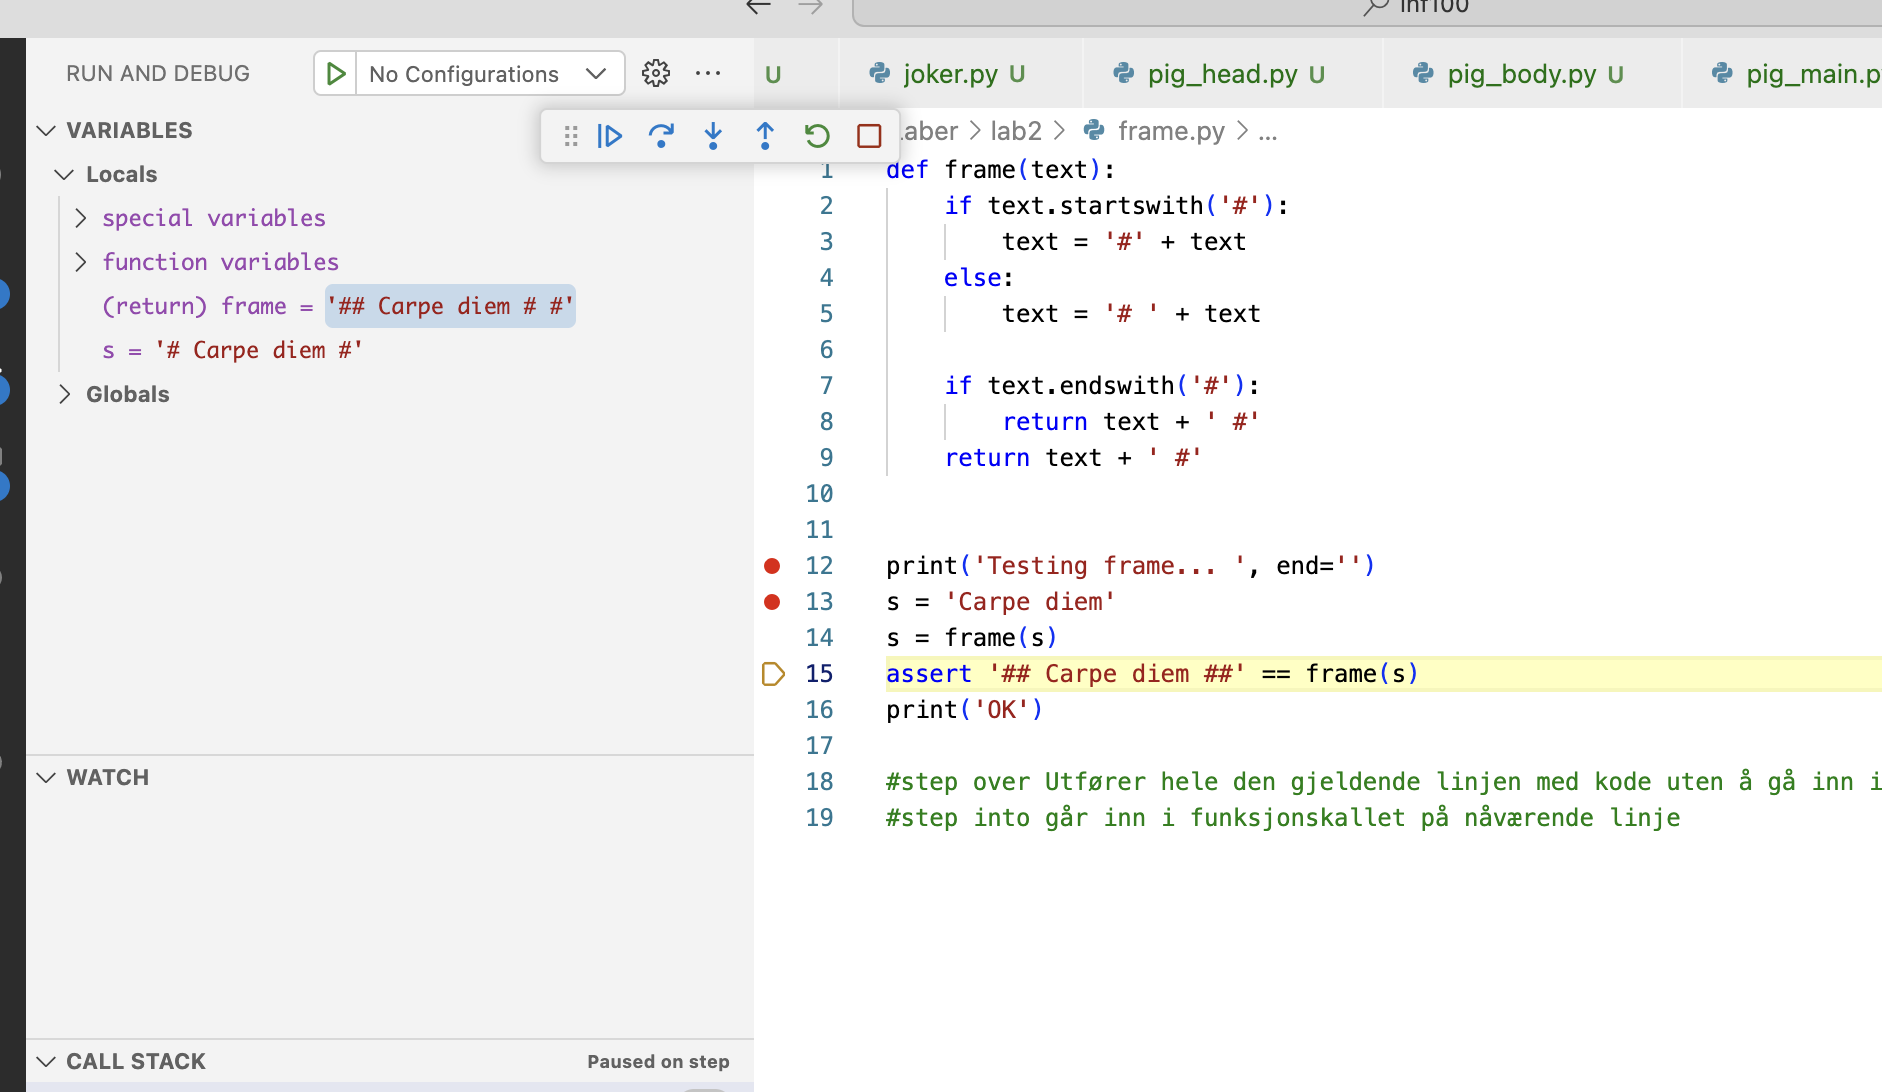 inf100
RUN AND DEBUG
No Configurations
U
joker.py U
pig_head.py U
pig_body.py U
pig_main.p
VARIABLES
Locals
special variables
function variables
(return) frame = '## Carpe diem # #'
s = '# Carpe diem #'
Globals
WATCH
CALL STACK
Paused on step
aber > lab2 > frame.py > ...
1 def frame(text):
2 if text.startswith('#'):
3 text = '#' + text
4 else:
5 text = '# ' + text
6
7 if text.endswith('#'):
8 return text + ' #'
9 return text + ' #'
10
11
12 print('Testing frame... ', end='')
13 s = 'Carpe diem'
14 s = frame(s)
15 assert '## Carpe diem ##' == frame(s)
16 print('OK')
17
18 #step over Utfører hele den gjeldende linjen med kode uten å gå inn i
19 #step into går inn i funksjonskallet på nåværende linje